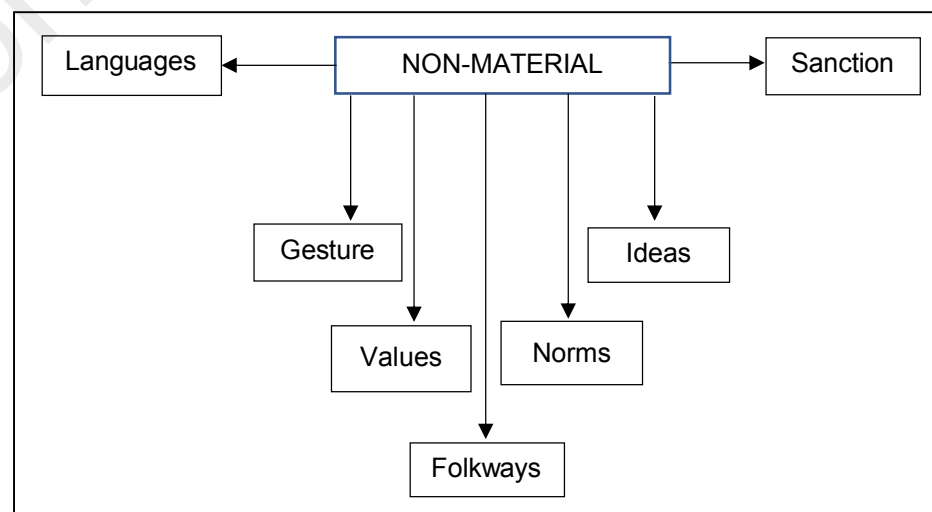 Languages
NON-MATERIAL
Sanction
Gesture
Ideas
Values
Norms
Folkways